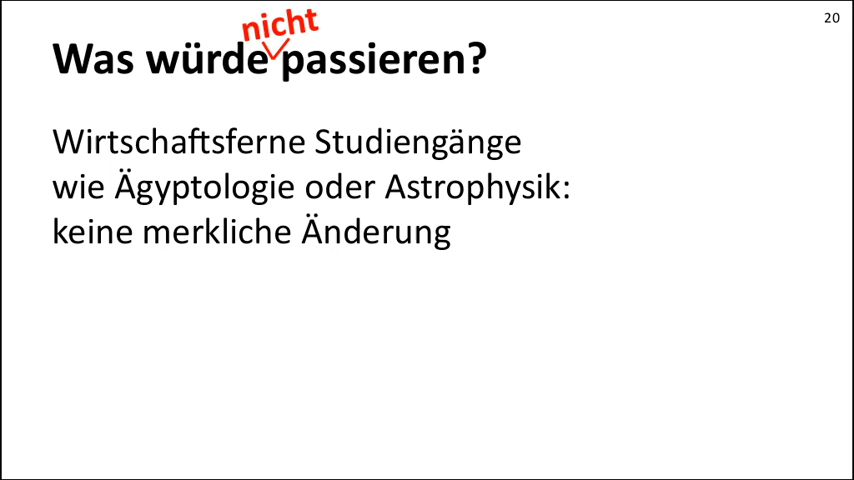 20
nicht
Was würde passieren?
Wirtschaftsferne Studiengänge
wie Ägyptologie oder Astrophysik:
keine merkliche Änderung